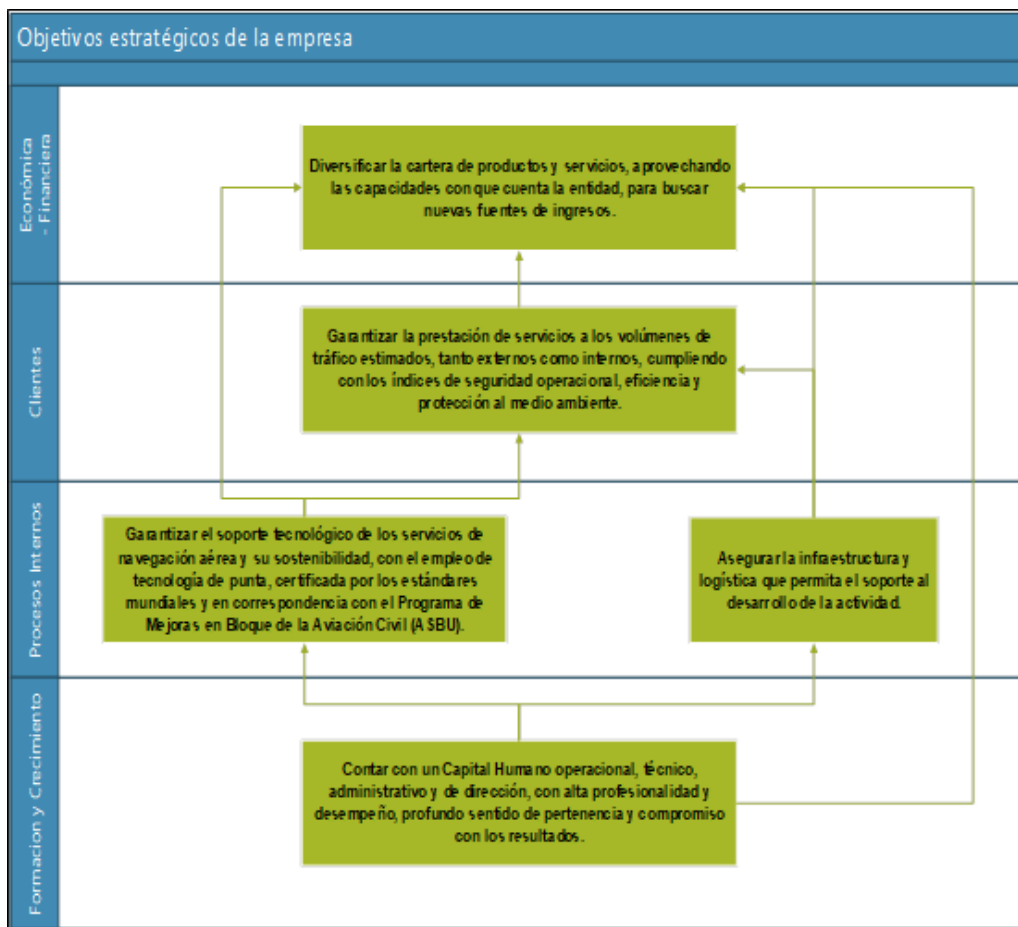 Objetivos estratégicos de la empresa
Económica
- Financiera
Diversificar la cartera de productos y servicios, aprovechando
las capacidades con que cuenta la entidad, para buscar
nuevas fuentes de ingresos.
Clientes
Garantizar la prestación de servicios a los volúmenes de
tráfico estimados, tanto externos como internos, cumpliendo
con los índices de seguridad operacional, eficiencia y
protección al medio ambiente.
Procesos Internos
Garantizar el soporte tecnológico de los servicios de
navegación aérea y su sostenibilidad, con el empleo de
tecnología de punta, certificada por los estándares
mundiales y en correspondencia con el Programa de
Mejoras en Bloque de la Aviación Civil (ASBU).
Asegurar la infraestructura y
logística que permita el soporte al
desarrollo de la actividad.
Formacion y Crecimiento
Contar con un Capital Humano operacional, técnico,
administrativo y de dirección, con alta profesionalidad y
desempeño, profundo sentido de pertenencia y compromiso
con los resultados.